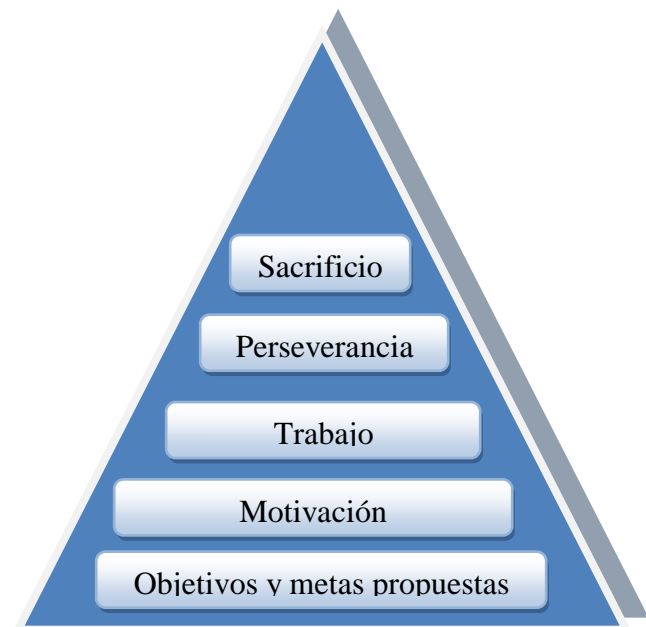 Sacrificio
Perseverancia
Trabajo
Motivación
Objetivos y metas propuestas